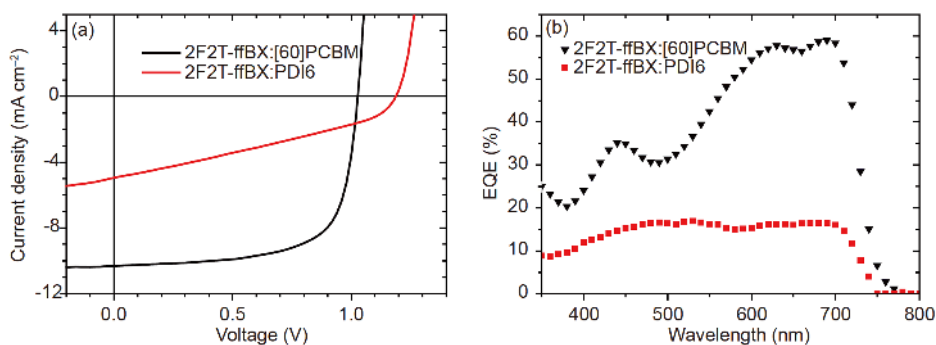 (a)
2F2T-ffBX:[60]PCBM
2F2T-ffBX:PDI6
Current density (mA cm⁻²)
4
0
-4
-8
-12
0.0 0.5 1.0
Voltage (V)
(b)
2F2T-ffBX:[60]PCBM
2F2T-ffBX:PDI6
EQE (%)
60
50
40
30
20
10
0
400 500 600 700 800
Wavelength (nm)